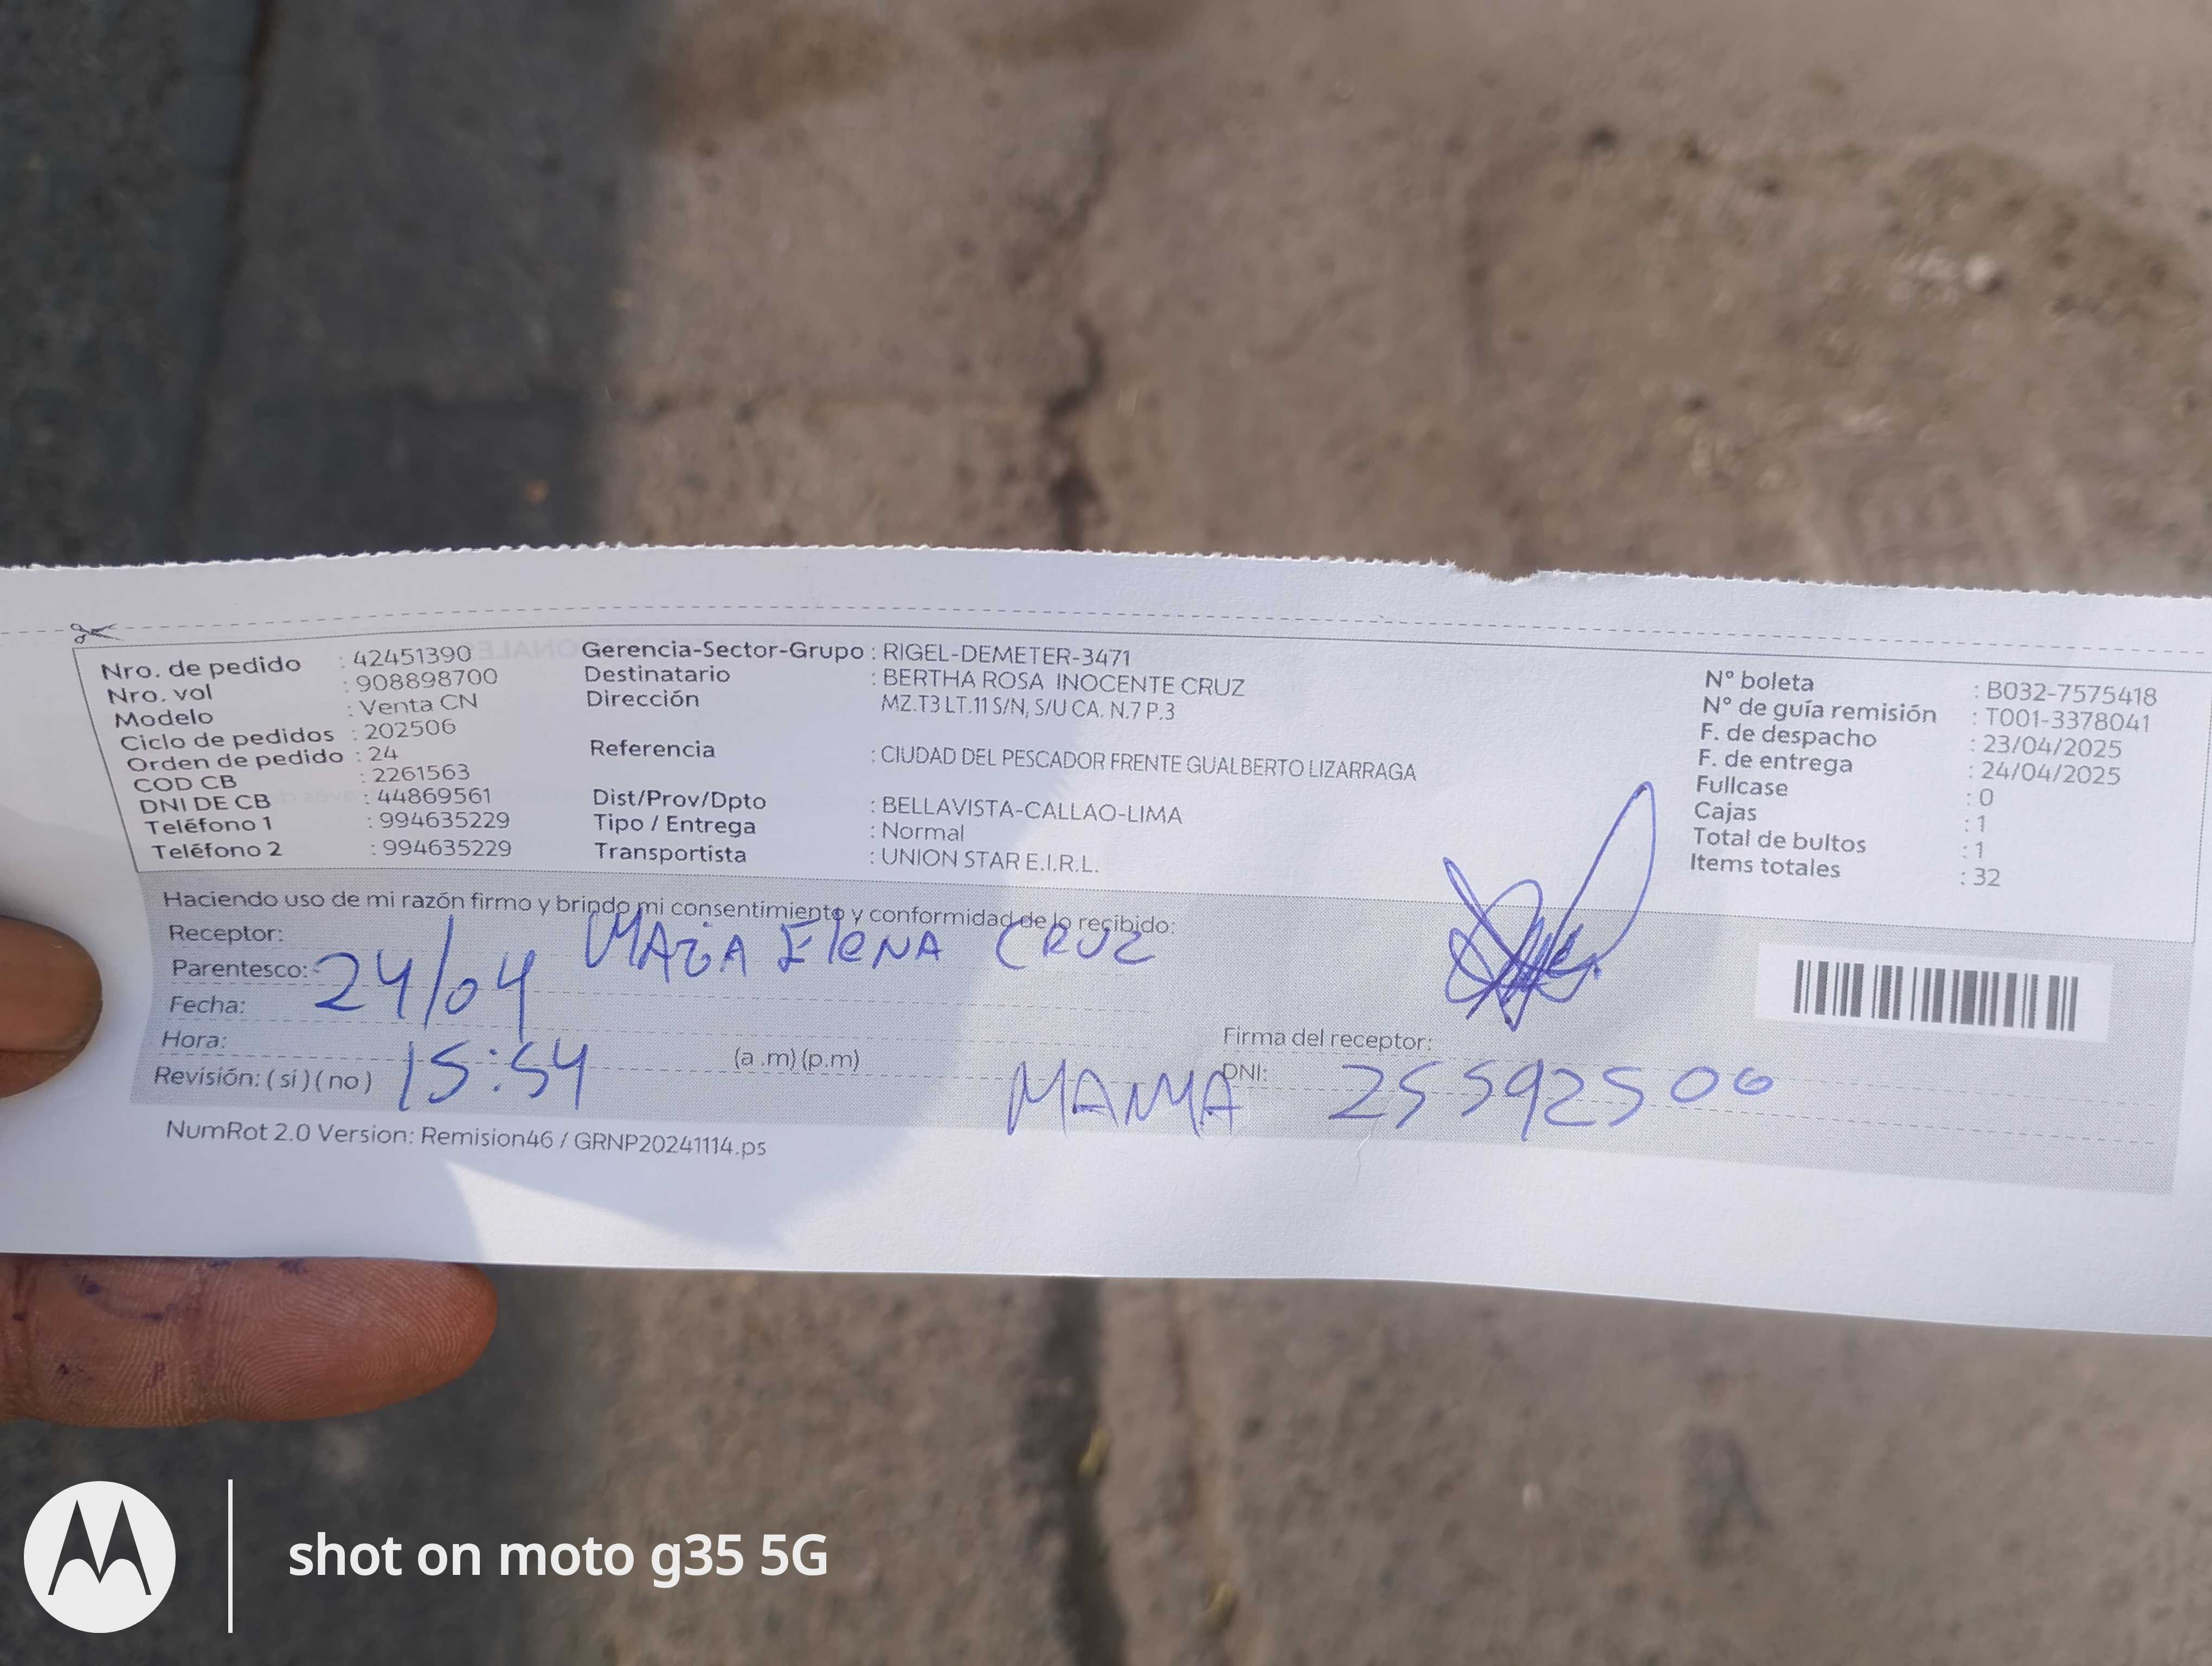 Nro. de pedido : 42451390
Nro. vol : 908898700
Modelo : Venta CN
Ciclo de pedidos : 202506
Orden de pedido : 24
COD CB : 2261563
DNI DE CB : 44869561
Teléfono 1 : 994635229
Teléfono 2 : 994635229
Gerencia-Sector-Grupo : RIGEL-DEMETER-3471
Destinatario : BERTHA ROSA INOCENTE CRUZ
Dirección MZ.T3 LT.11 S/N, S/U CA. N.7 P.3
Referencia : CIUDAD DEL PESCADOR FRENTE GUALBERTO LIZARRAGA
Dist/Prov/Dpto : BELLAVISTA-CALLAO-LIMA
Tipo / Entrega : Normal
Transportista : UNION STAR E.I.R.L.
N° boleta : B032-7575418
N° de guía remisión : T001-3378041
F. de despacho : 23/04/2025
F. de entrega : 24/04/2025
Fullcase : 0
Cajas : 1
Total de bultos : 1
Items totales : 32
Haciendo uso de mi razón firmo y brindo mi consentimiento y conformidad de lo recibido:
Receptor: MARIA ELENA CRUZ
Parentesco:
Fecha: 24/04
Hora: 15:54 (a .m) (p.m)
Revisión: ( si ) ( no )
Firma del receptor:
MAMA DNI: 25592500
NumRot 2.0 Version: Remision46 / GRNP20241114.ps
shot on moto g35 5G